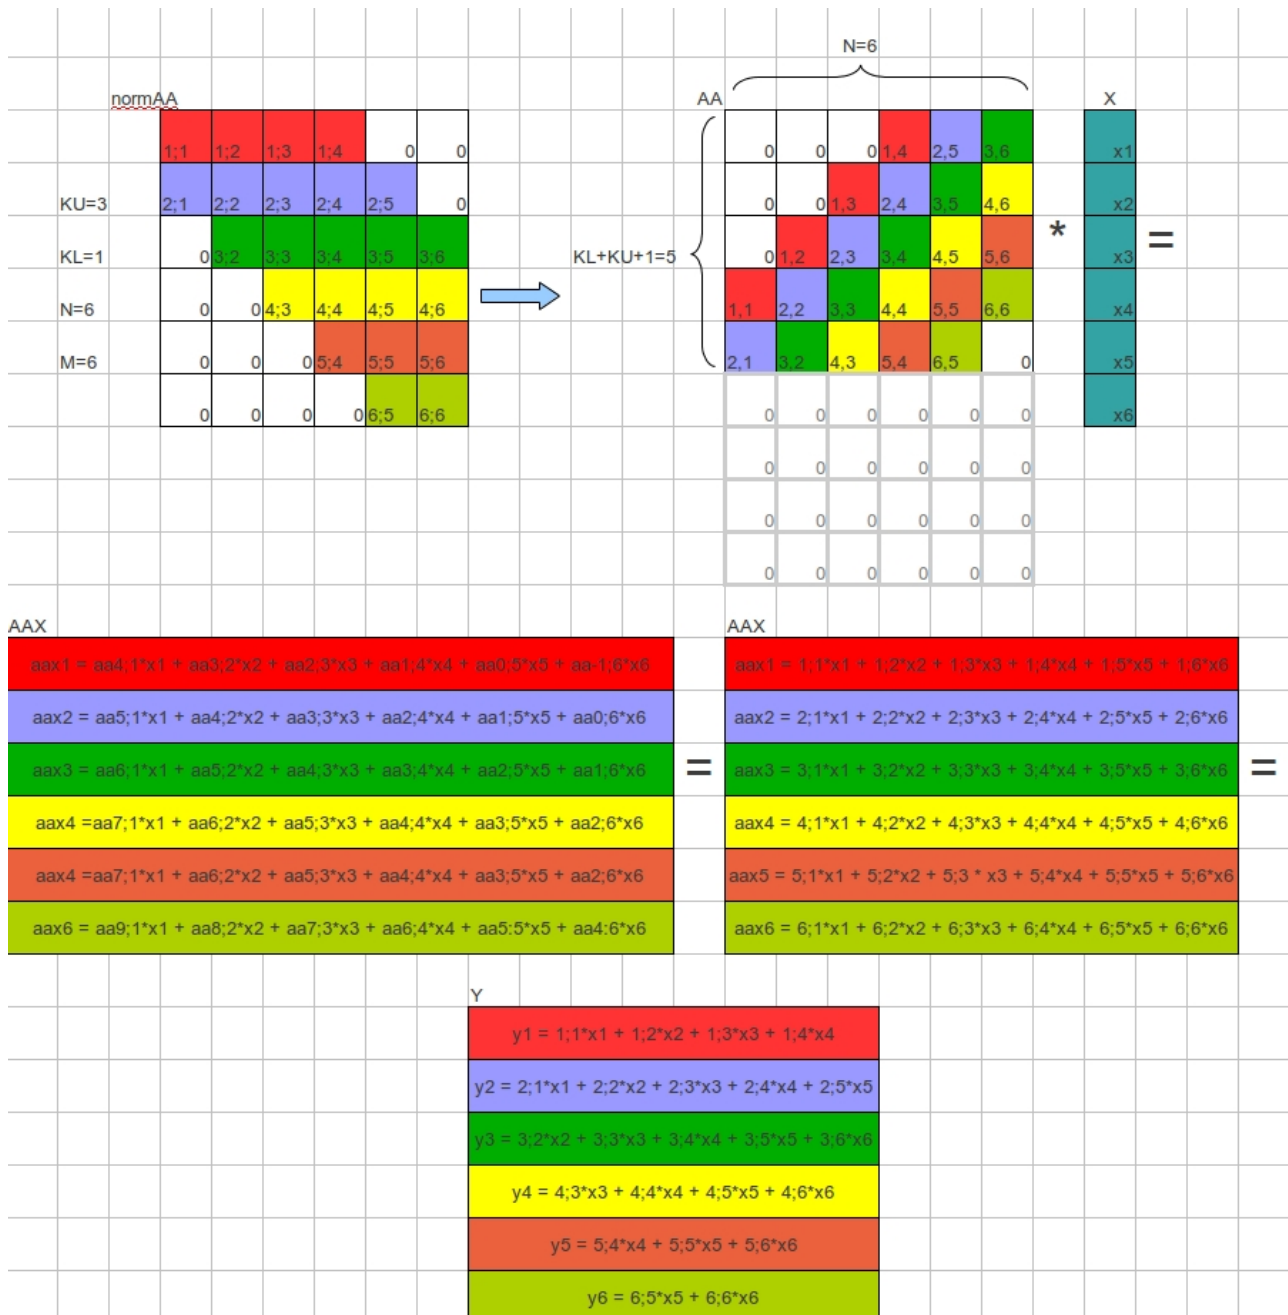 N=6
normAA AA X
1;1 1;2 1;3 1;4 0 0 0 0 0 1,4 2,5 3,6 x1
KU=3 2;1 2;2 2;3 2;4 2;5 0 0 0 1,3 2,4 3,5 4,6 x2
KL=1 0 3;2 3;3 3;4 3;5 3;6 KL+KU+1=5 0 1,2 2,3 3,4 4,5 5,6 x3 * =
N=6 0 0 4;3 4;4 4;5 4;6 1,1 2,2 3,3 4,4 5,5 6,6 x4
M=6 0 0 0 5;4 5;5 5;6 2,1 3,2 4,3 5,4 6,5 0 x5
0 0 0 0 6;5 6;6 0 0 0 0 0 0 x6
0 0 0 0 0 0
0 0 0 0 0 0
0 0 0 0 0 0
AAX
aax1 = aa4;1*x1 + aa3;2*x2 + aa2;3*x3 + aa1;4*x4 + aa0;5*x5 + aa-1;6*x6
aax2 = aa5;1*x1 + aa4;2*x2 + aa3;3*x3 + aa2;4*x4 + aa1;5*x5 + aa0;6*x6
aax3 = aa6;1*x1 + aa5;2*x2 + aa4;3*x3 + aa3;4*x4 + aa2;5*x5 + aa1;6*x6
aax4 =aa7;1*x1 + aa6;2*x2 + aa5;3*x3 + aa4;4*x4 + aa3;5*x5 + aa2;6*x6
aax4 =aa7;1*x1 + aa6;2*x2 + aa5;3*x3 + aa4;4*x4 + aa3;5*x5 + aa2;6*x6
aax6 = aa9;1*x1 + aa8;2*x2 + aa7;3*x3 + aa6;4*x4 + aa5:5*x5 + aa4:6*x6
=
AAX
aax1 = 1;1*x1 + 1;2*x2 + 1;3*x3 + 1;4*x4 + 1;5*x5 + 1;6*x6
aax2 = 2;1*x1 + 2;2*x2 + 2;3*x3 + 2;4*x4 + 2;5*x5 + 2;6*x6
aax3 = 3;1*x1 + 3;2*x2 + 3;3*x3 + 3;4*x4 + 3;5*x5 + 3;6*x6
aax4 = 4;1*x1 + 4;2*x2 + 4;3*x3 + 4;4*x4 + 4;5*x5 + 4;6*x6
aax5 = 5;1*x1 + 5;2*x2 + 5;3 * x3 + 5;4*x4 + 5;5*x5 + 5;6*x6
aax6 = 6;1*x1 + 6;2*x2 + 6;3*x3 + 6;4*x4 + 6;5*x5 + 6;6*x6
=
Y
y1 = 1;1*x1 + 1;2*x2 + 1;3*x3 + 1;4*x4
y2 = 2;1*x1 + 2;2*x2 + 2;3*x3 + 2;4*x4 + 2;5*x5
y3 = 3;2*x2 + 3;3*x3 + 3;4*x4 + 3;5*x5 + 3;6*x6
y4 = 4;3*x3 + 4;4*x4 + 4;5*x5 + 4;6*x6
y5 = 5;4*x4 + 5;5*x5 + 5;6*x6
y6 = 6;5*x5 + 6;6*x6